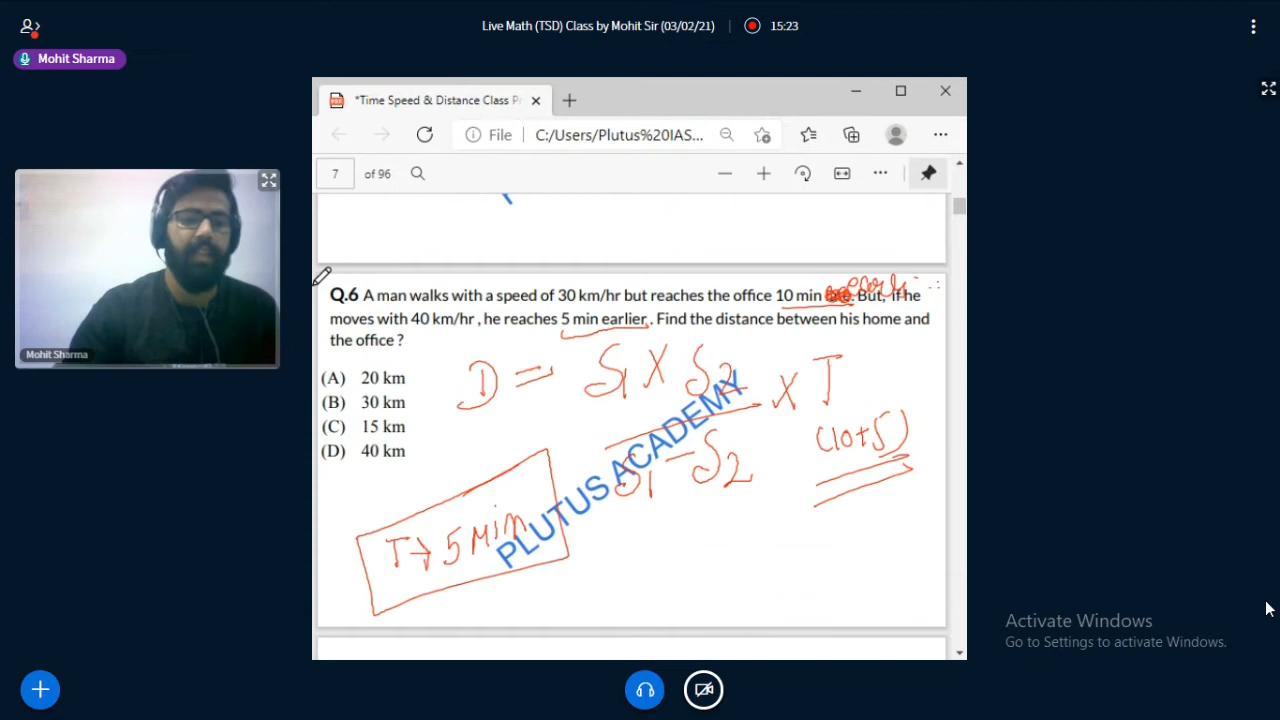 Live Math (TSD) Class by Mohit Sir (03/02/21)
15:23
Mohit Sharma
*Time Speed & Distance Class Pr
File
C:/Users/Plutus%20IAS...
7
of 96
Q.6 A man walks with a speed of 30 km/hr but reaches the office 10 min But, if he
moves with 40 km/hr , he reaches 5 min earlier . Find the distance between his home and
the office ?
(A) 20 km
(B) 30 km
(C) 15 km
(D) 40 km
D = S1 X S2 X T
S1 - S2
(10+5)
T → 5 Min
PLUTUS ACADEMY
Mohit Sharma
Activate Windows
Go to Settings to activate Windows.